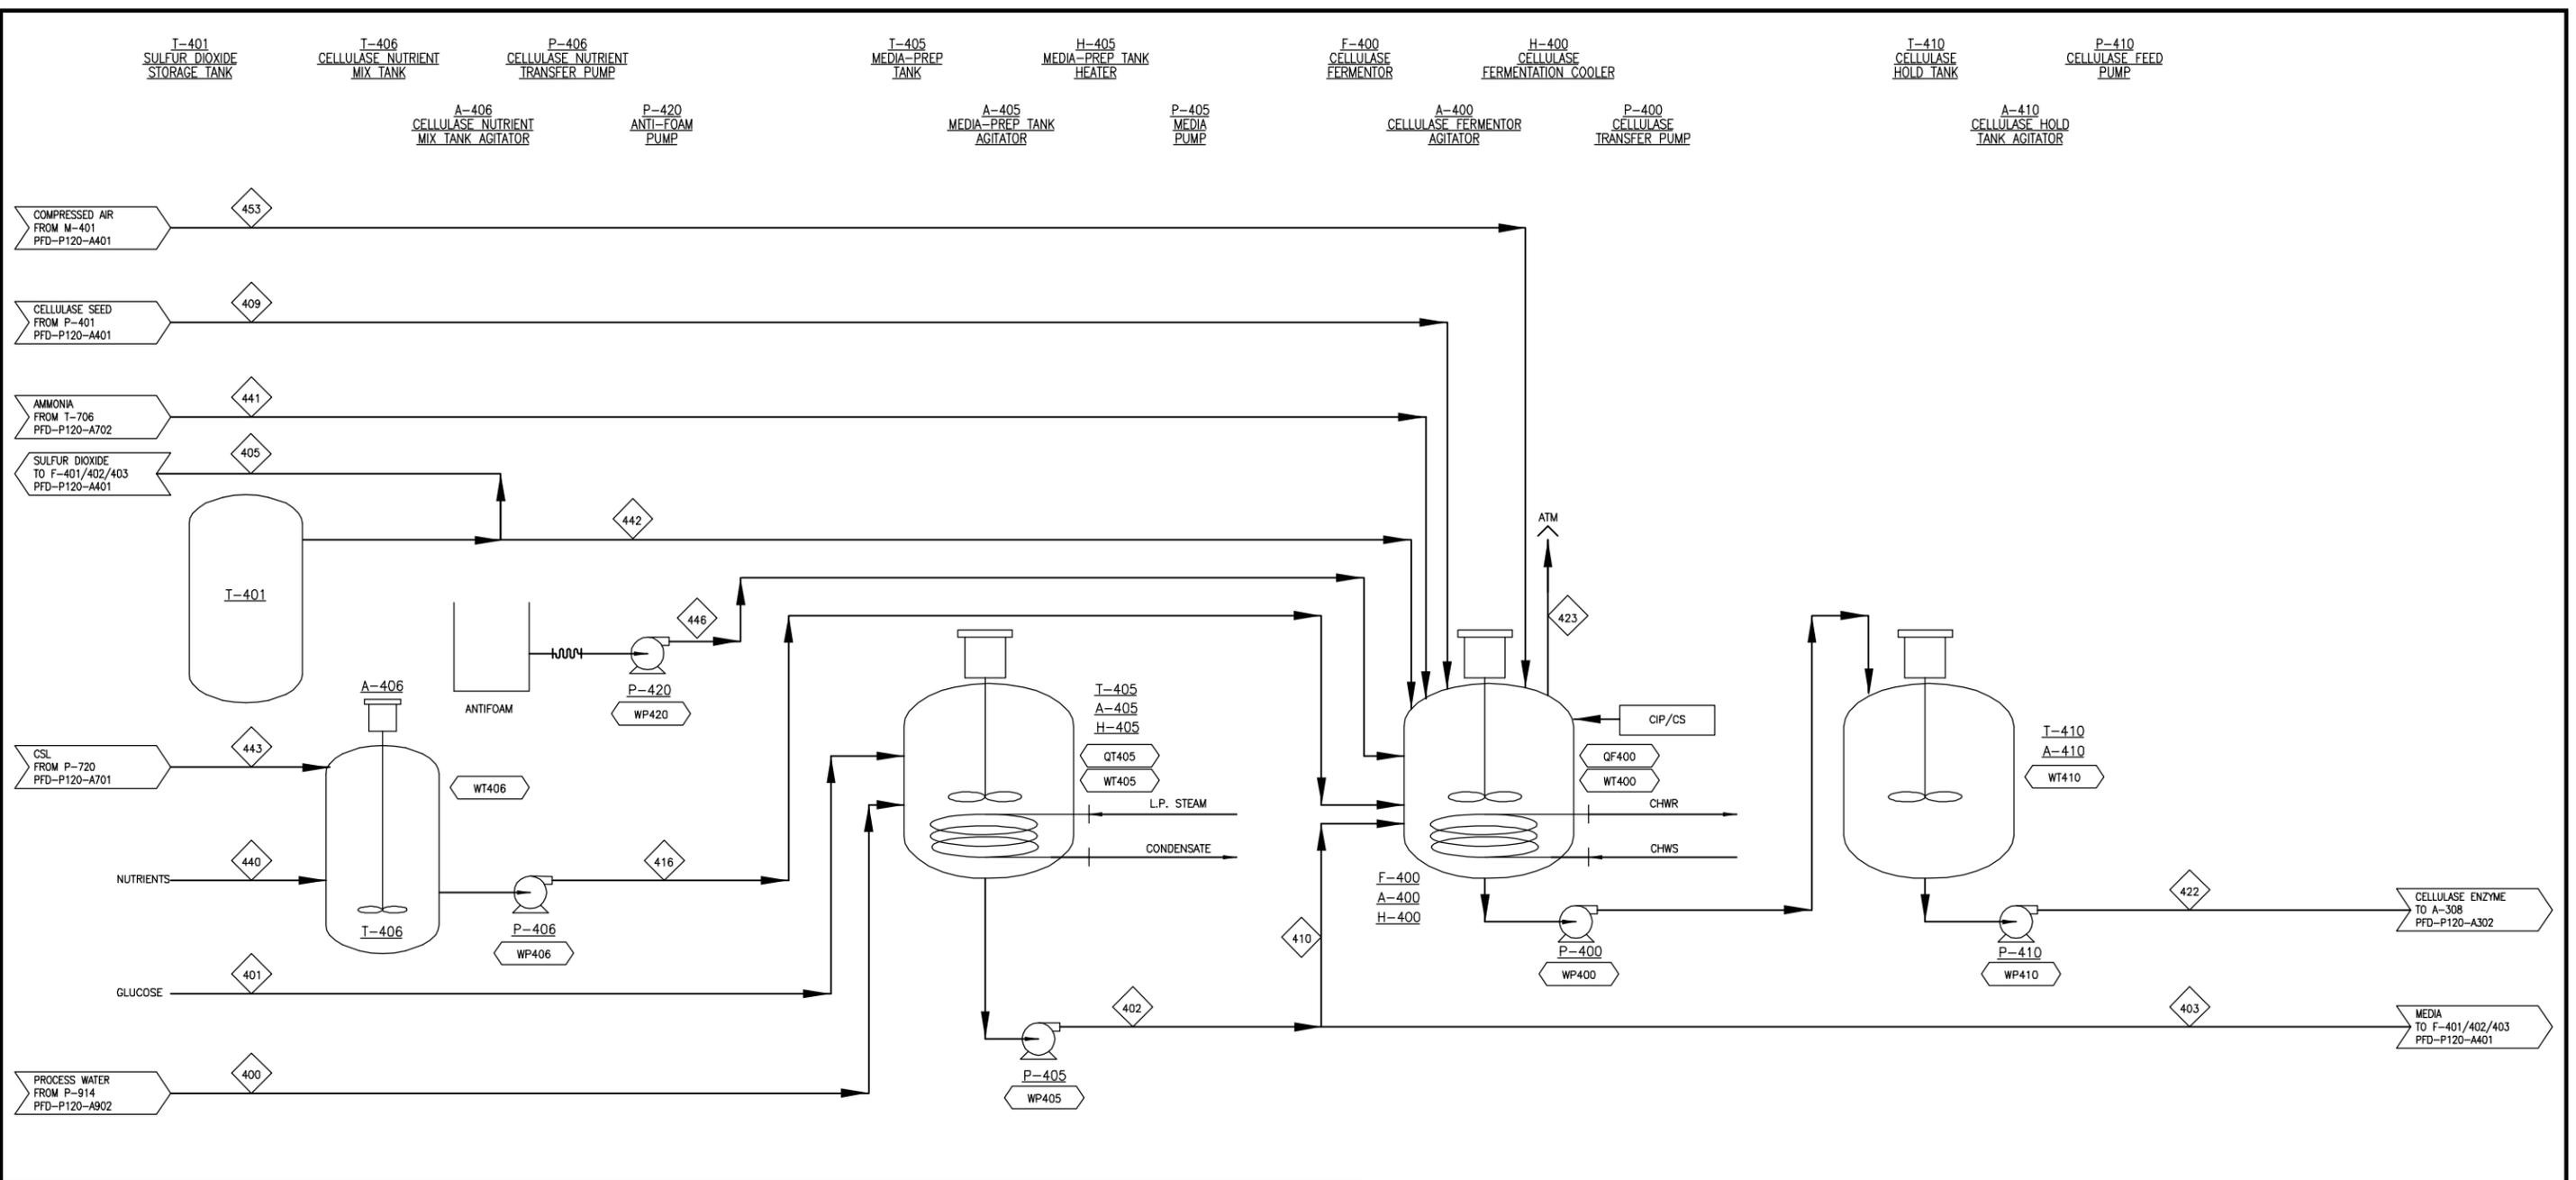 T-401
SULFUR DIOXIDE
STORAGE TANK
T-406
CELLULASE NUTRIENT
MIX TANK
P-406
CELLULASE NUTRIENT
TRANSFER PUMP
T-405
MEDIA-PREP
TANK
H-405
MEDIA-PREP TANK
HEATER
F-400
CELLULASE
FERMENTOR
H-400
CELLULASE
FERMENTATION COOLER
T-410
CELLULASE
HOLD TANK
P-410
CELLULASE FEED
PUMP
A-406
CELLULASE NUTRIENT
MIX TANK AGITATOR
P-420
ANTI-FOAM
PUMP
A-405
MEDIA-PREP TANK
AGITATOR
P-405
MEDIA
PUMP
A-400
CELLULASE FERMENTOR
AGITATOR
P-400
CELLULASE
TRANSFER PUMP
A-410
CELLULASE HOLD
TANK AGITATOR
COMPRESSED AIR
FROM M-401
PFD-P120-A401
453
CELLULASE SEED
FROM P-401
PFD-P120-A401
409
AMMONIA
FROM T-706
PFD-P120-A702
441
SULFUR DIOXIDE
TO F-401/402/403
PFD-P120-A401
405
442
ATM
T-401
446
423
ANTIFOAM
P-420
WP420
A-406
T-405
A-405
H-405
QT405
WT405
L.P. STEAM
CONDENSATE
CIP/CS
QF400
WT400
CHWR
CHWS
T-410
A-410
WT410
CSL
FROM P-720
PFD-P120-A701
443
WT406
NUTRIENTS
440
416
T-406
P-406
WP406
F-400
A-400
H-400
410
P-400
WP400
P-410
WP410
422
CELLULASE ENZYME
TO A-308
PFD-P120-A302
GLUCOSE
401
402
403
MEDIA
TO F-401/402/403
PFD-P120-A401
P-405
WP405
PROCESS WATER
FROM P-914
PFD-P120-A902
400